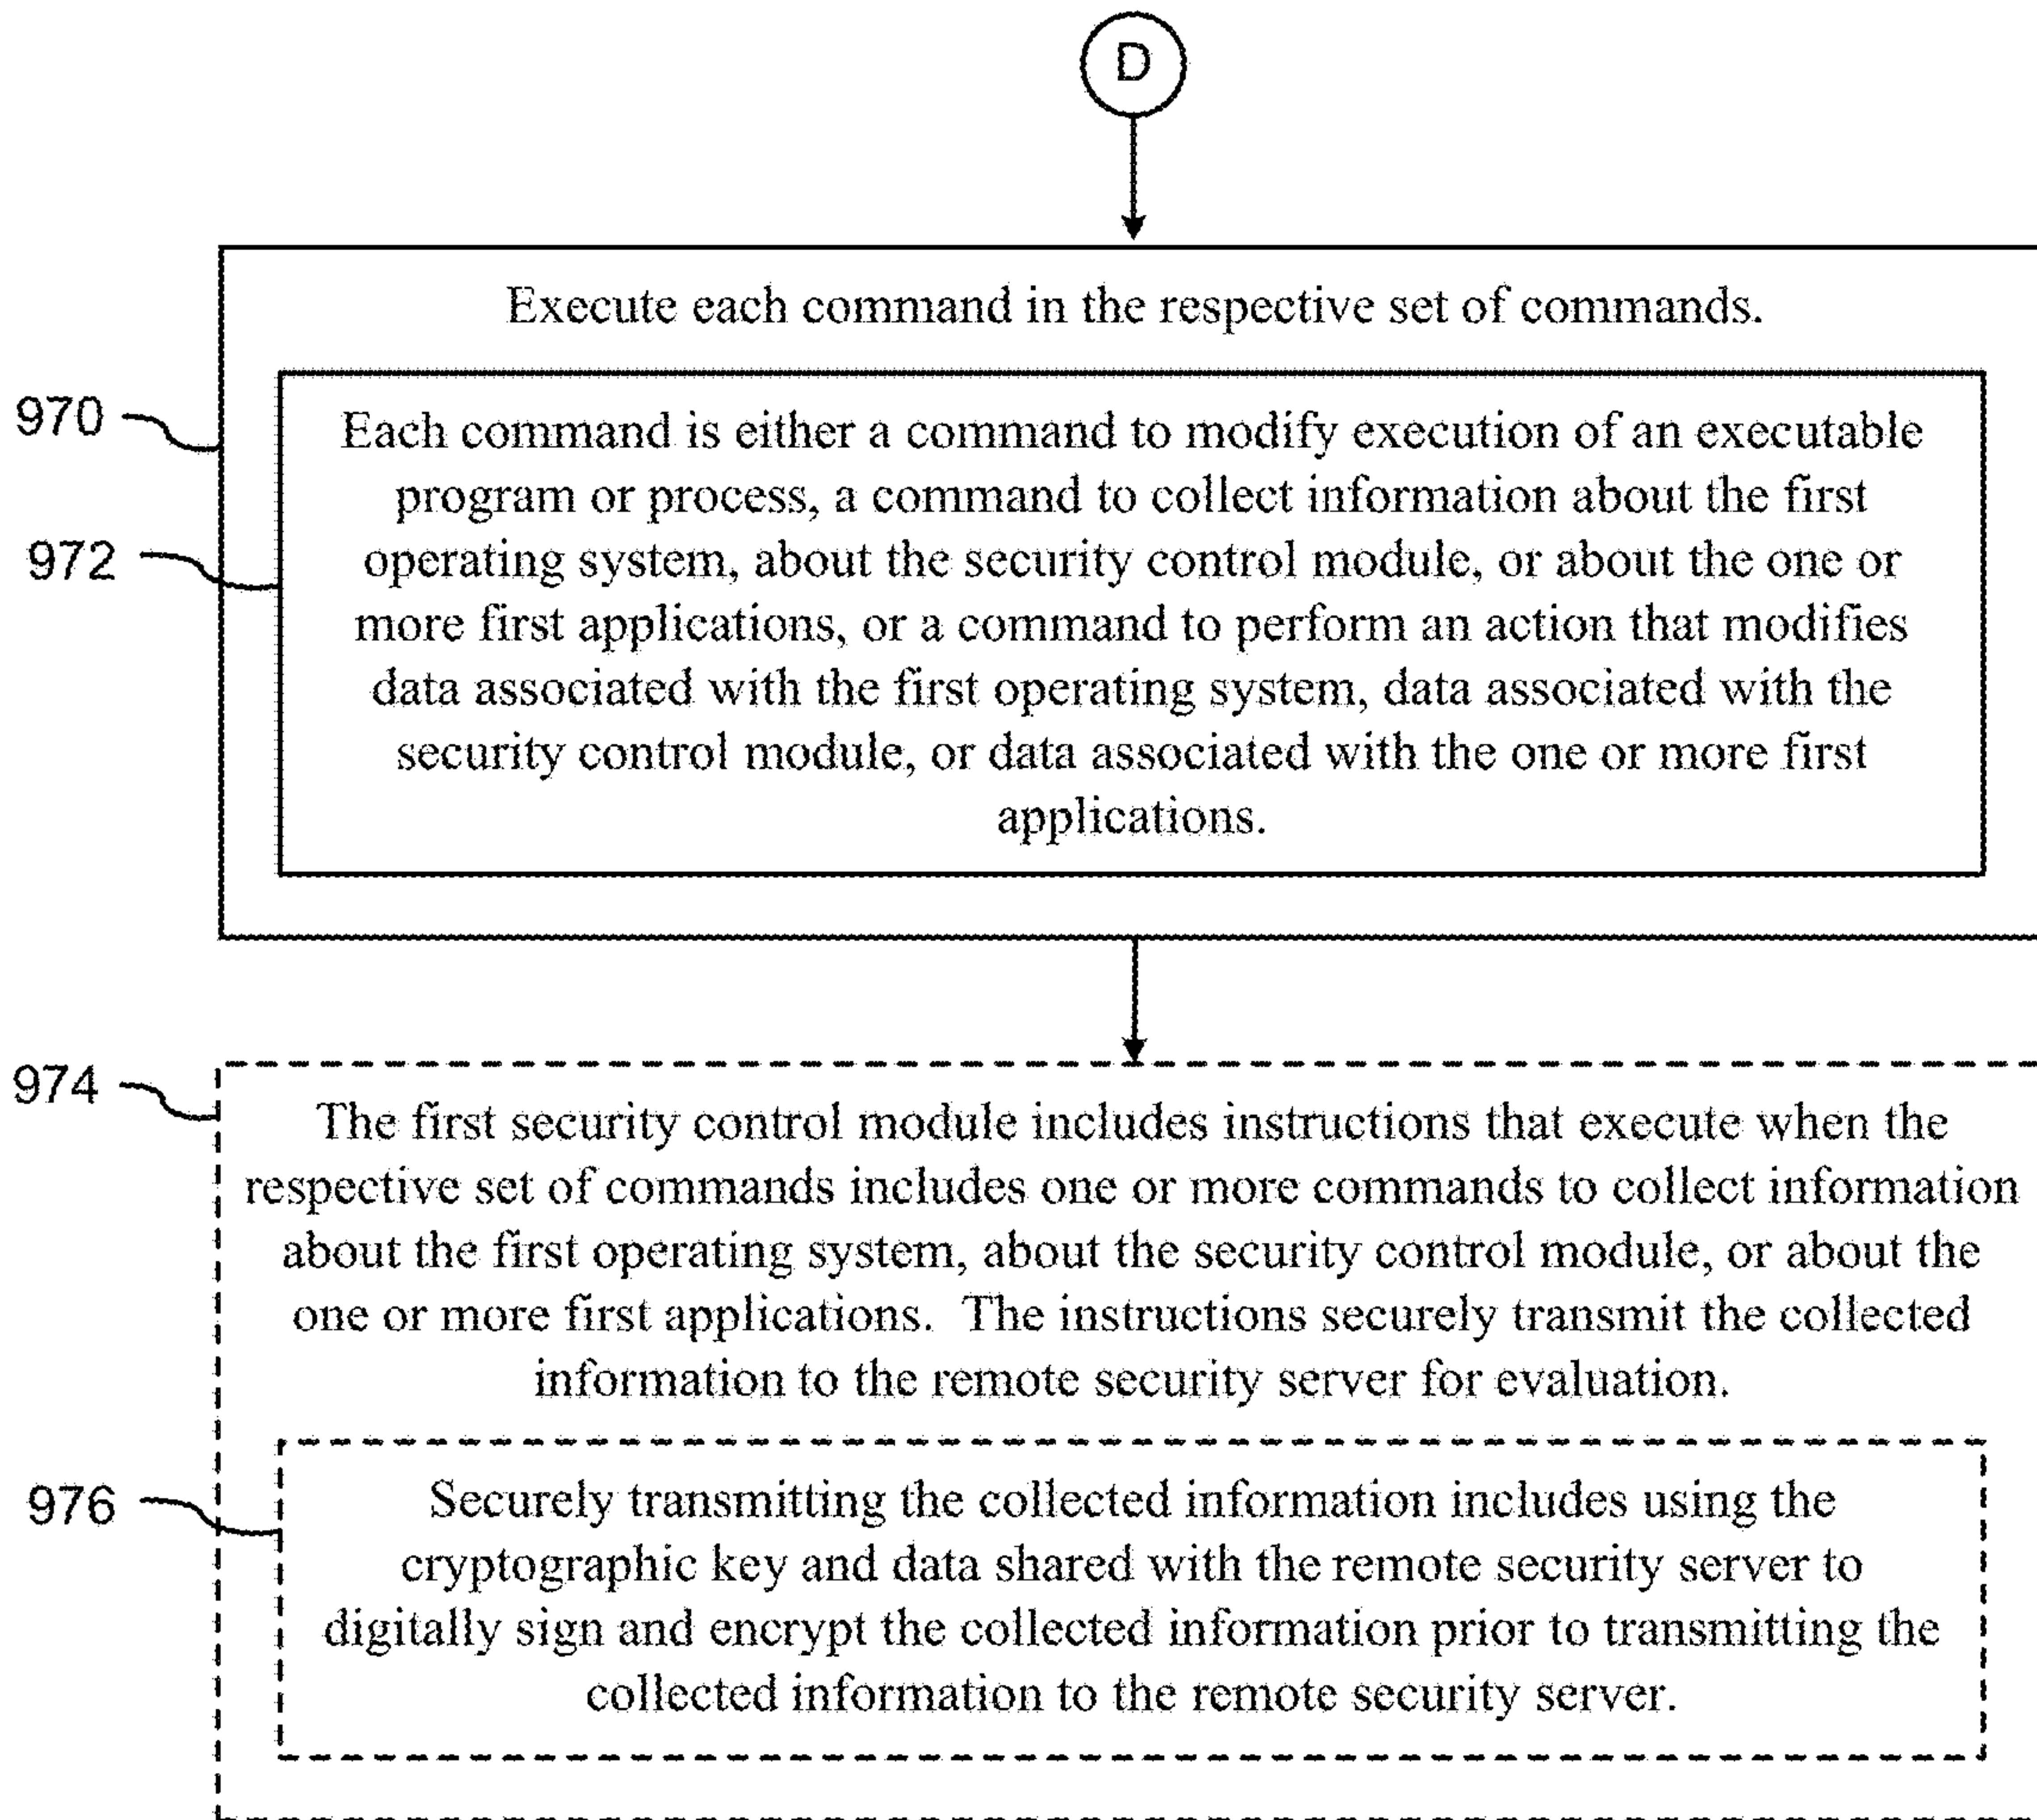 D
Execute each command in the respective set of commands.
970
Each command is either a command to modify execution of an executable
program or process, a command to collect information about the first
972
operating system, about the security control module, or about the one or
more first applications, or a command to perform an action that modifies
data associated with the first operating system, data associated with the
security control module, or data associated with the one or more first
applications.
974
The first security control module includes instructions that execute when the
respective set of commands includes one or more commands to collect information
about the first operating system, about the security control module, or about the
one or more first applications.  The instructions securely transmit the collected
information to the remote security server for evaluation.
976
Securely transmitting the collected information includes using the
cryptographic key and data shared with the remote security server to
digitally sign and encrypt the collected information prior to transmitting the
collected information to the remote security server.